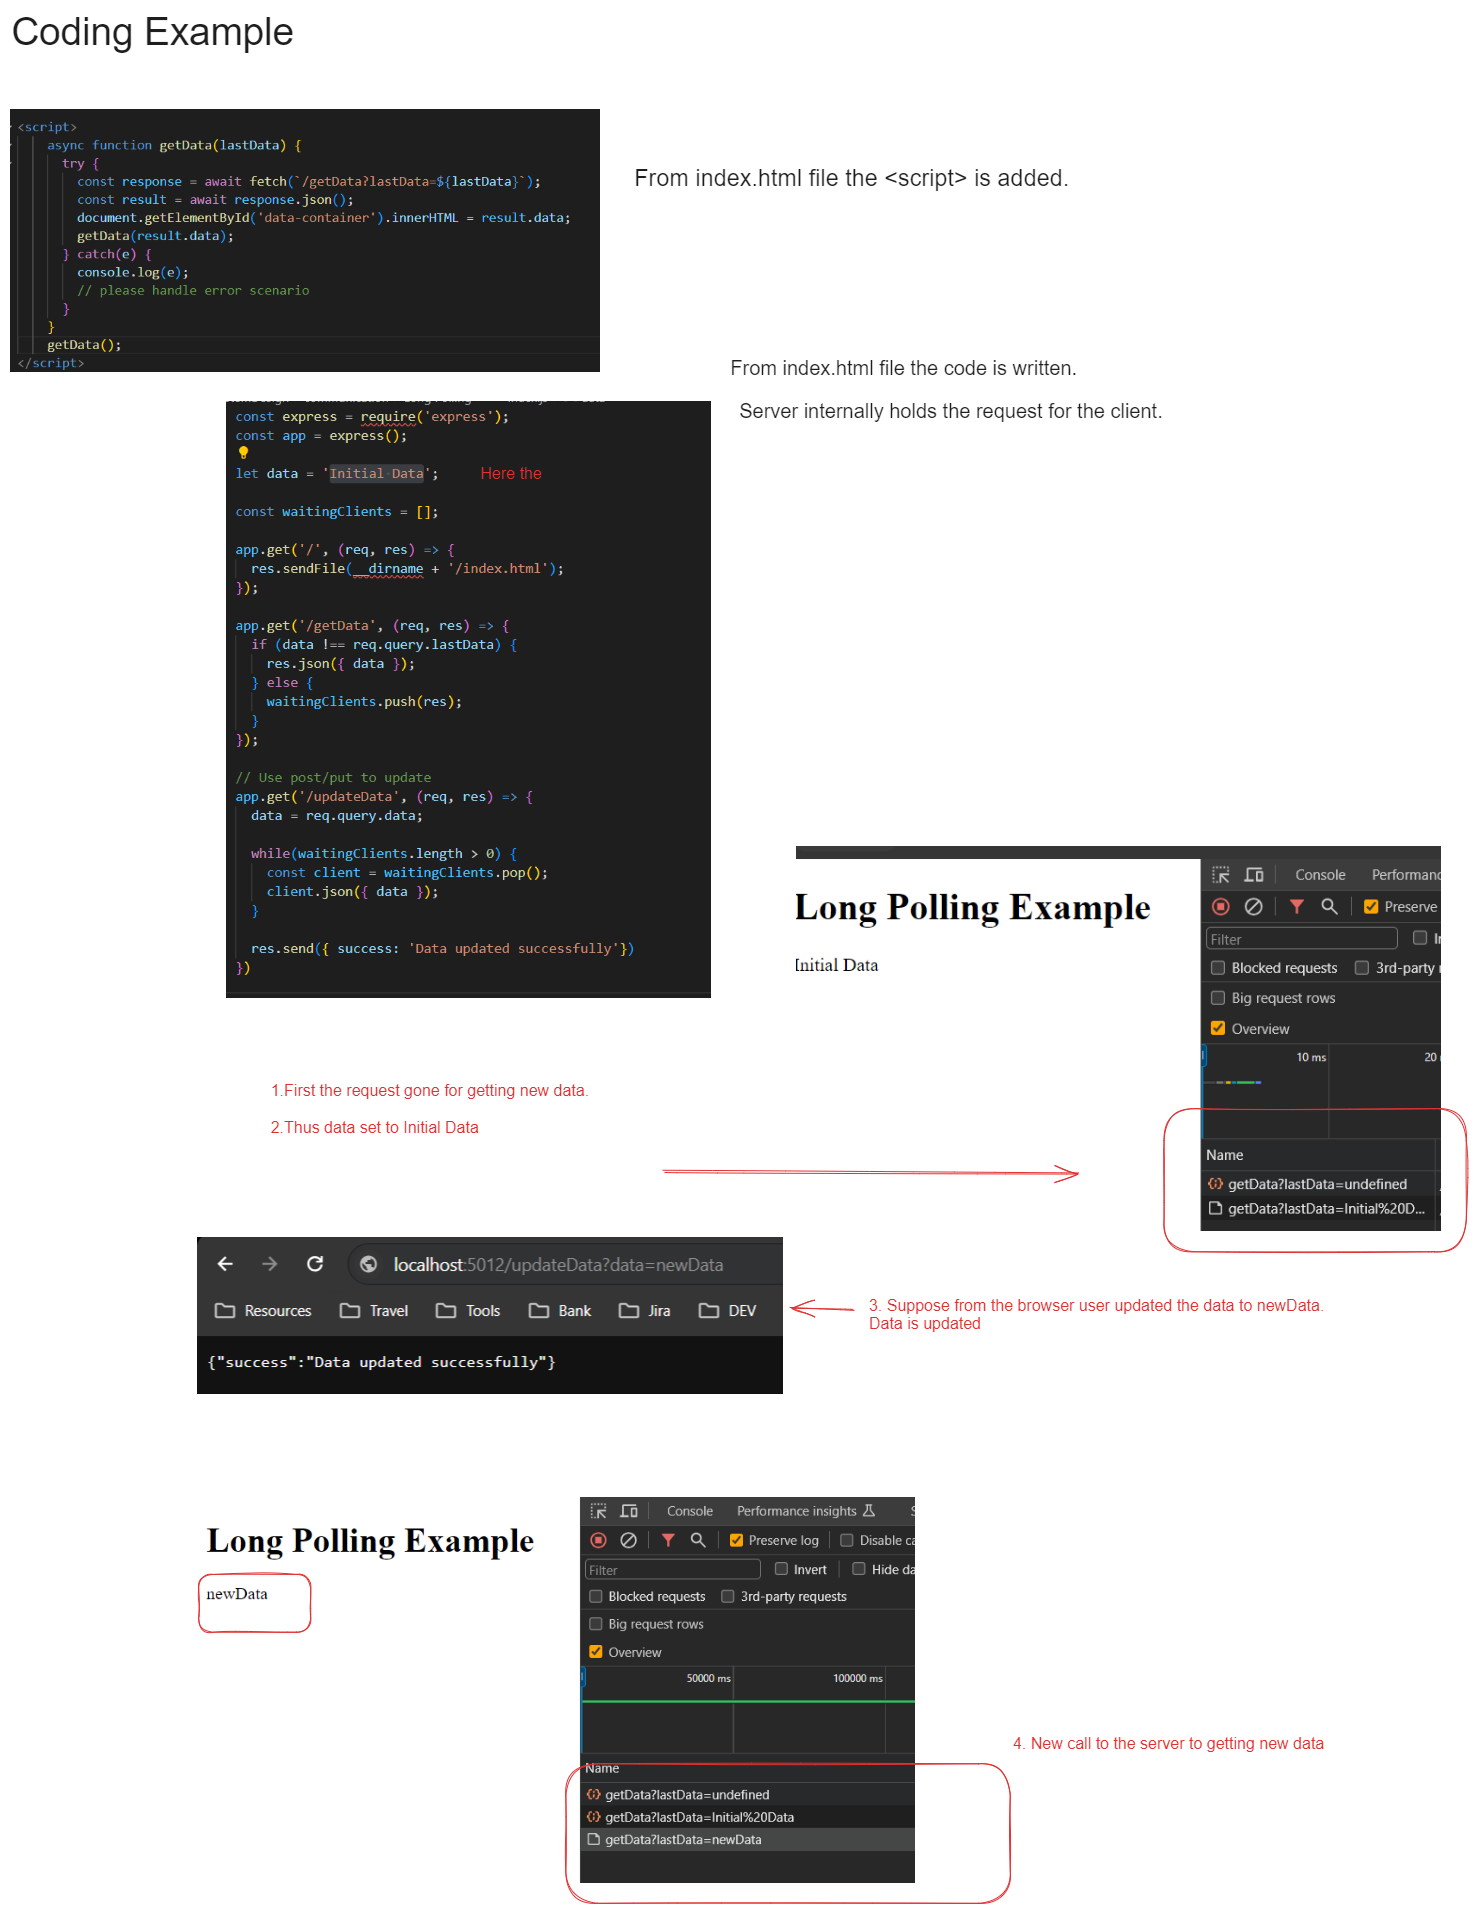 Coding Example
<script>
async function getData(lastData) {
try {
const response = await fetch(`/getData?lastData=${lastData}`);
const result = await response.json();
document.getElementById('data-container').innerHTML = result.data;
getData(result.data);
} catch(e) {
console.log(e);
// please handle error scenario
}
}
getData();
</script>
From index.html file the <script> is added.
From index.html file the code is written.
Server internally holds the request for the client.
const express = require('express');
const app = express();
let data = 'Initial Data';
Here the
const waitingClients = [];
app.get('/', (req, res) => {
res.sendFile(__dirname + '/index.html');
});
app.get('/getData', (req, res) => {
if (data !== req.query.lastData) {
res.json({ data });
} else {
waitingClients.push(res);
}
});
// Use post/put to update
app.get('/updateData', (req, res) => {
data = req.query.data;
while(waitingClients.length > 0) {
const client = waitingClients.pop();
client.json({ data });
}
res.send({ success: 'Data updated successfully'})
})
Long Polling Example
Initial Data
Console Performanc
Preserve
Filter
Blocked requests 3rd-party
Big request rows
Overview
10 ms 20
Name
getData?lastData=undefined
getData?lastData=Initial%20D...
1.First the request gone for getting new data.
2.Thus data set to Initial Data
localhost:5012/updateData?data=newData
Resources Travel Tools Bank Jira DEV
{"success":"Data updated successfully"}
3. Suppose from the browser user updated the data to newData.
Data is updated
Long Polling Example
newData
Console Performance insights
Preserve log Disable ca
Filter Invert Hide da
Blocked requests 3rd-party requests
Big request rows
Overview
50000 ms 100000 ms
Name
getData?lastData=undefined
getData?lastData=Initial%20Data
getData?lastData=newData
4. New call to the server to getting new data